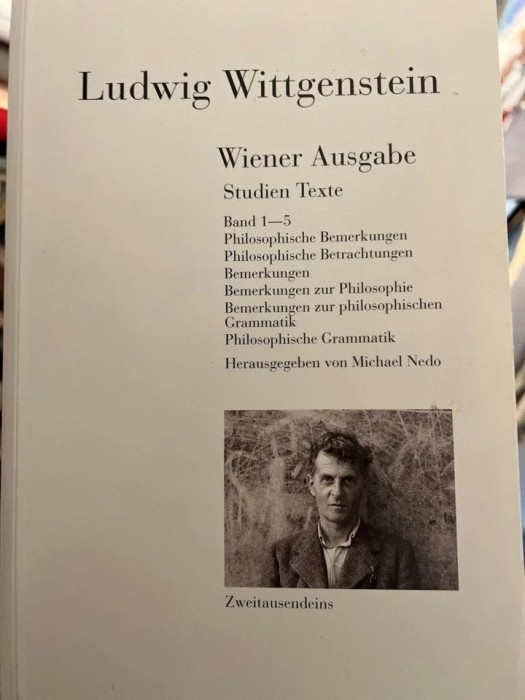 Ludwig Wittgenstein
Wiener Ausgabe
Studien Texte
Band 1—5
Philosophische Bemerkungen
Philosophische Betrachtungen
Bemerkungen
Bemerkungen zur Philosophie
Bemerkungen zur philosophischen
Grammatik
Philosophische Grammatik
Herausgegeben von Michael Nedo
Zweitausendeins